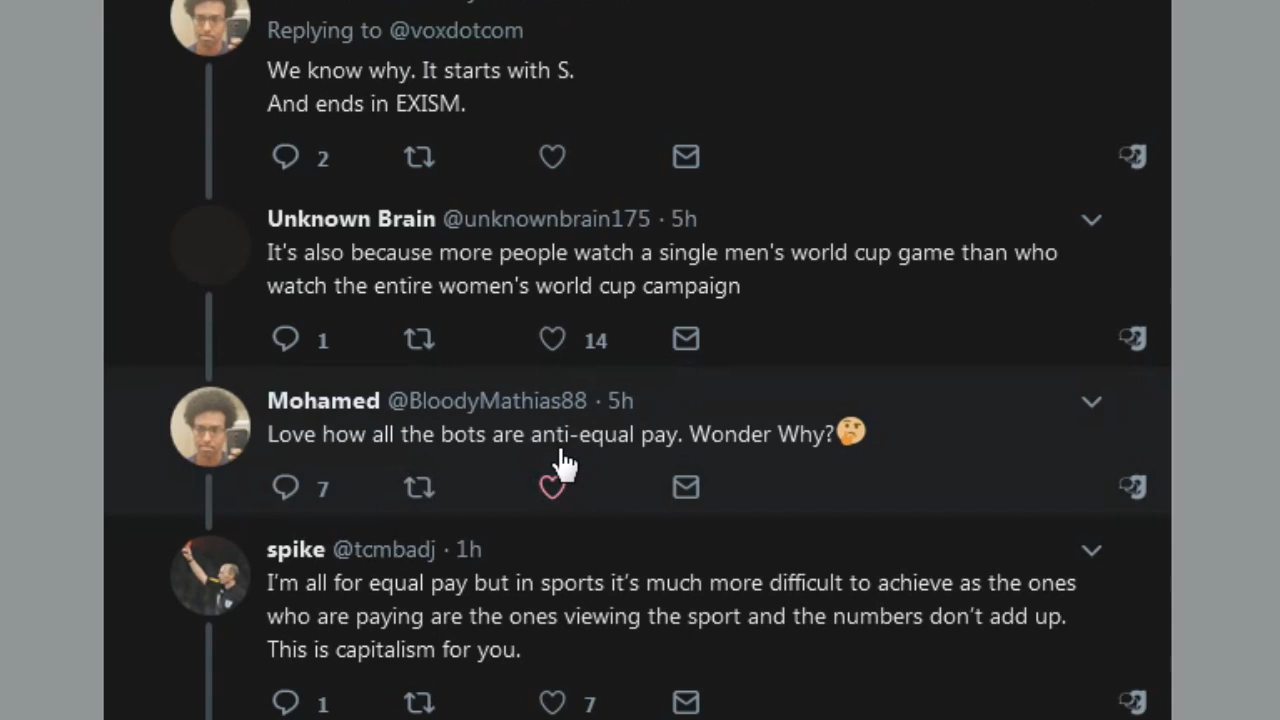 Replying to @voxdotcom
We know why. It starts with S.
And ends in EXISM.
2
Unknown Brain @unknownbrain175 · 5h
It's also because more people watch a single men's world cup game than who
watch the entire women's world cup campaign
1 14
Mohamed @BloodyMathias88 · 5h
Love how all the bots are anti-equal pay. Wonder Why?🤔
7
spike @tcmbadj · 1h
I’m all for equal pay but in sports it’s much more difficult to achieve as the ones
who are paying are the ones viewing the sport and the numbers don’t add up.
This is capitalism for you.
1 7